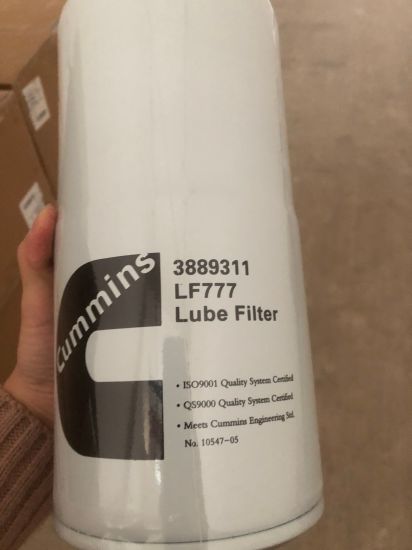 Cummins
3889311
LF777
Lube Filter
• ISO9001 Quality System Certified
• QS9000 Quality System Certified
• Meets Cummins Engineering Std.
No. 10547-05